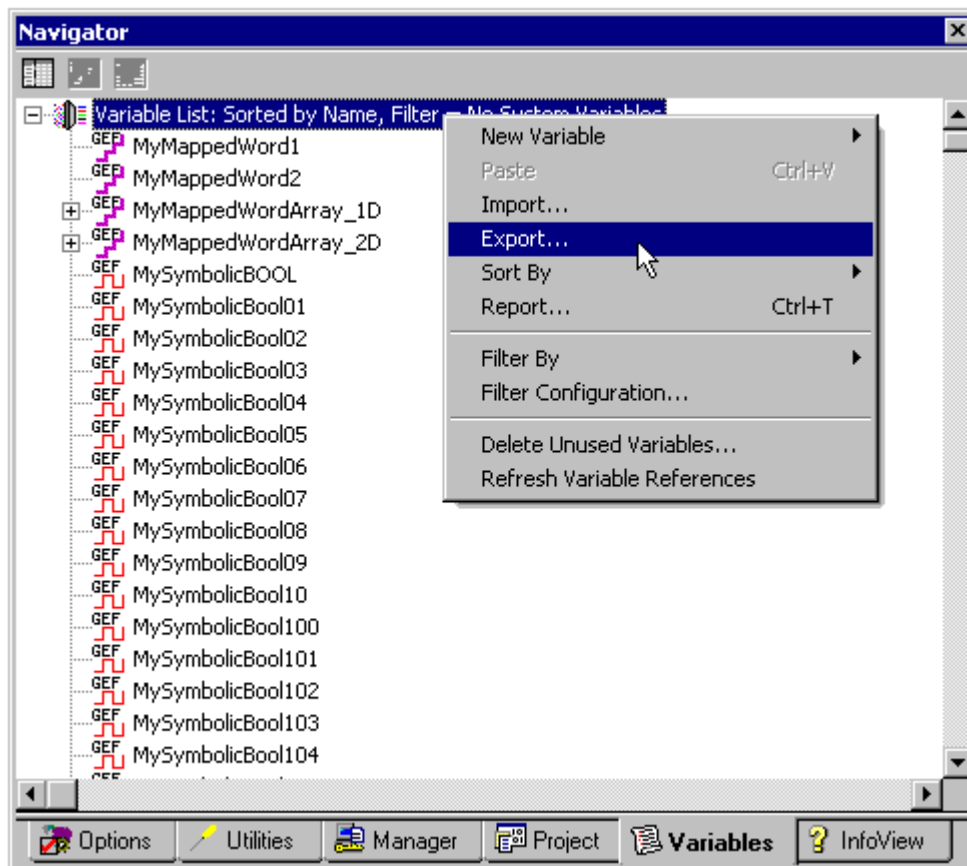 Navigator
Variable List: Sorted by Name, Filter = No System Variables
GEF MyMappedWord1
GEF MyMappedWord2
GEF MyMappedWordArray_1D
GEF MyMappedWordArray_2D
GEF MySymbolicBOOL
GEF MySymbolicBool01
GEF MySymbolicBool02
GEF MySymbolicBool03
GEF MySymbolicBool04
GEF MySymbolicBool05
GEF MySymbolicBool06
GEF MySymbolicBool07
GEF MySymbolicBool08
GEF MySymbolicBool09
GEF MySymbolicBool10
GEF MySymbolicBool100
GEF MySymbolicBool101
GEF MySymbolicBool102
GEF MySymbolicBool103
GEF MySymbolicBool104
New Variable
Paste Ctrl+V
Import...
Export...
Sort By
Report... Ctrl+T
Filter By
Filter Configuration...
Delete Unused Variables...
Refresh Variable References
Options Utilities Manager Project Variables InfoView